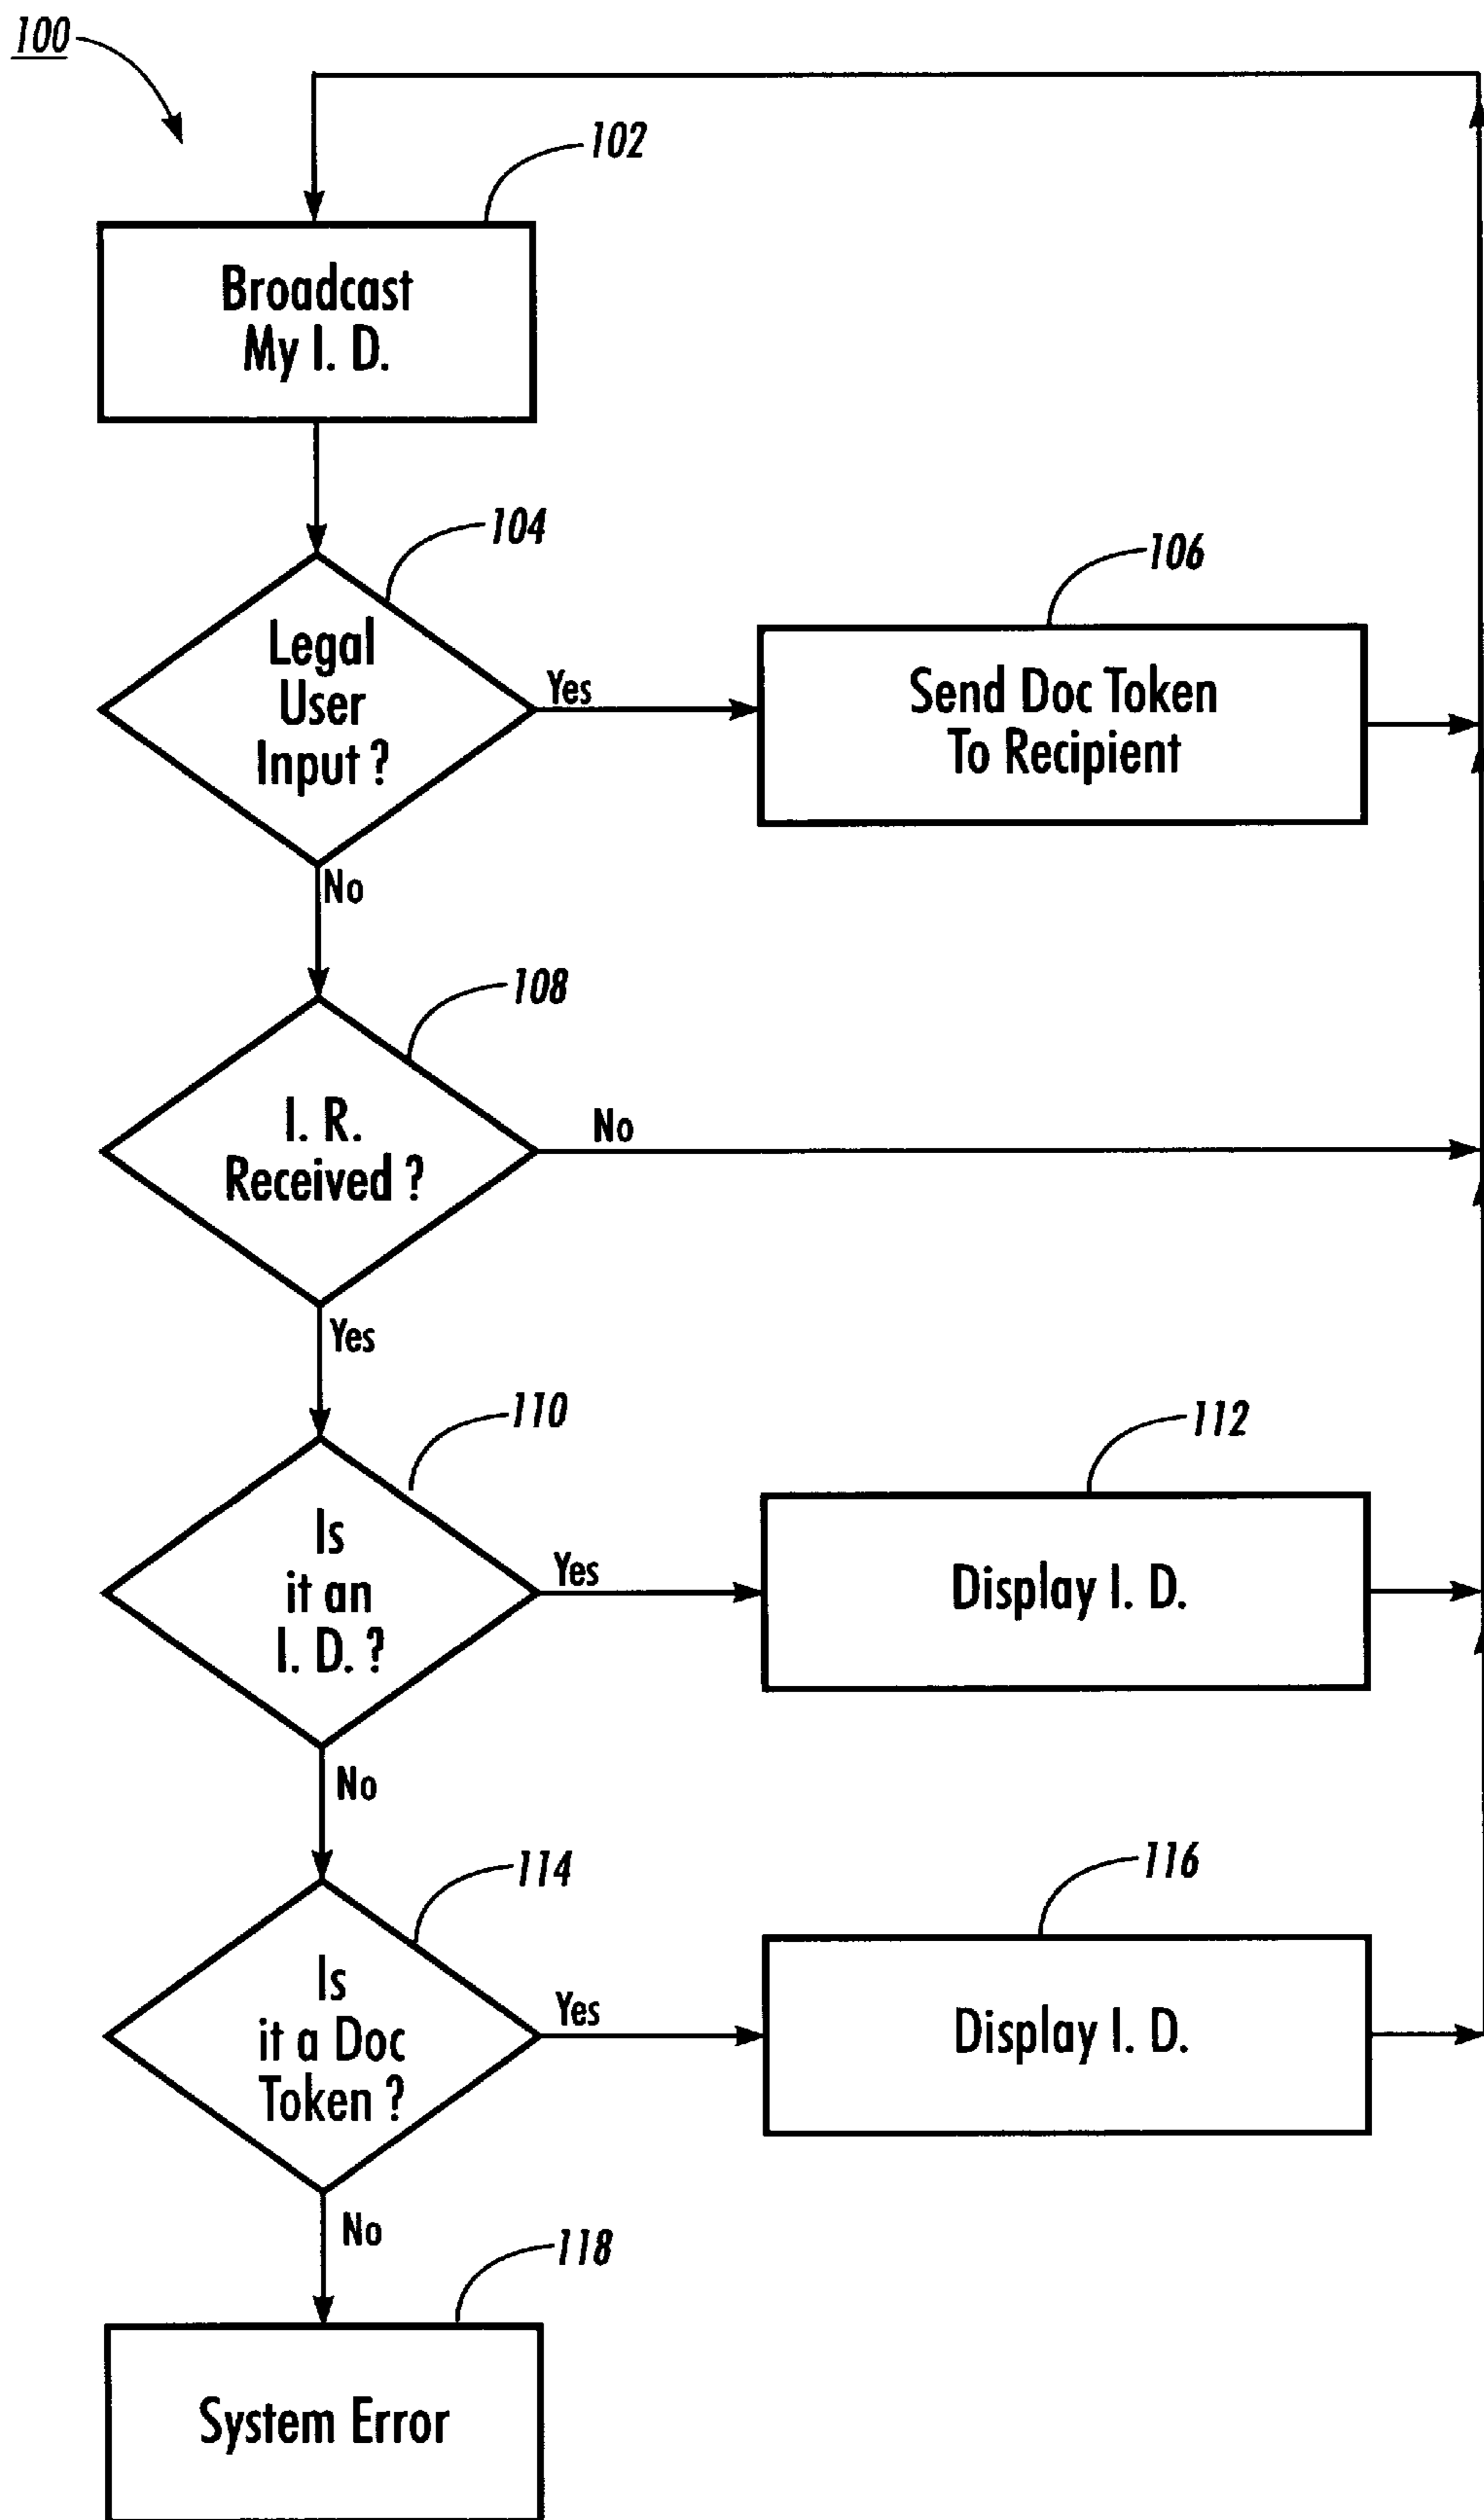 100
102
Broadcast
My I. D.
104
Legal
User
Input ?
Yes
106
Send Doc Token
To Recipient
No
108
I. R.
Received ?
No
Yes
110
Is
it an
I. D. ?
Yes
112
Display I. D.
No
114
Is
it a Doc
Token ?
Yes
116
Display I. D.
No
118
System Error